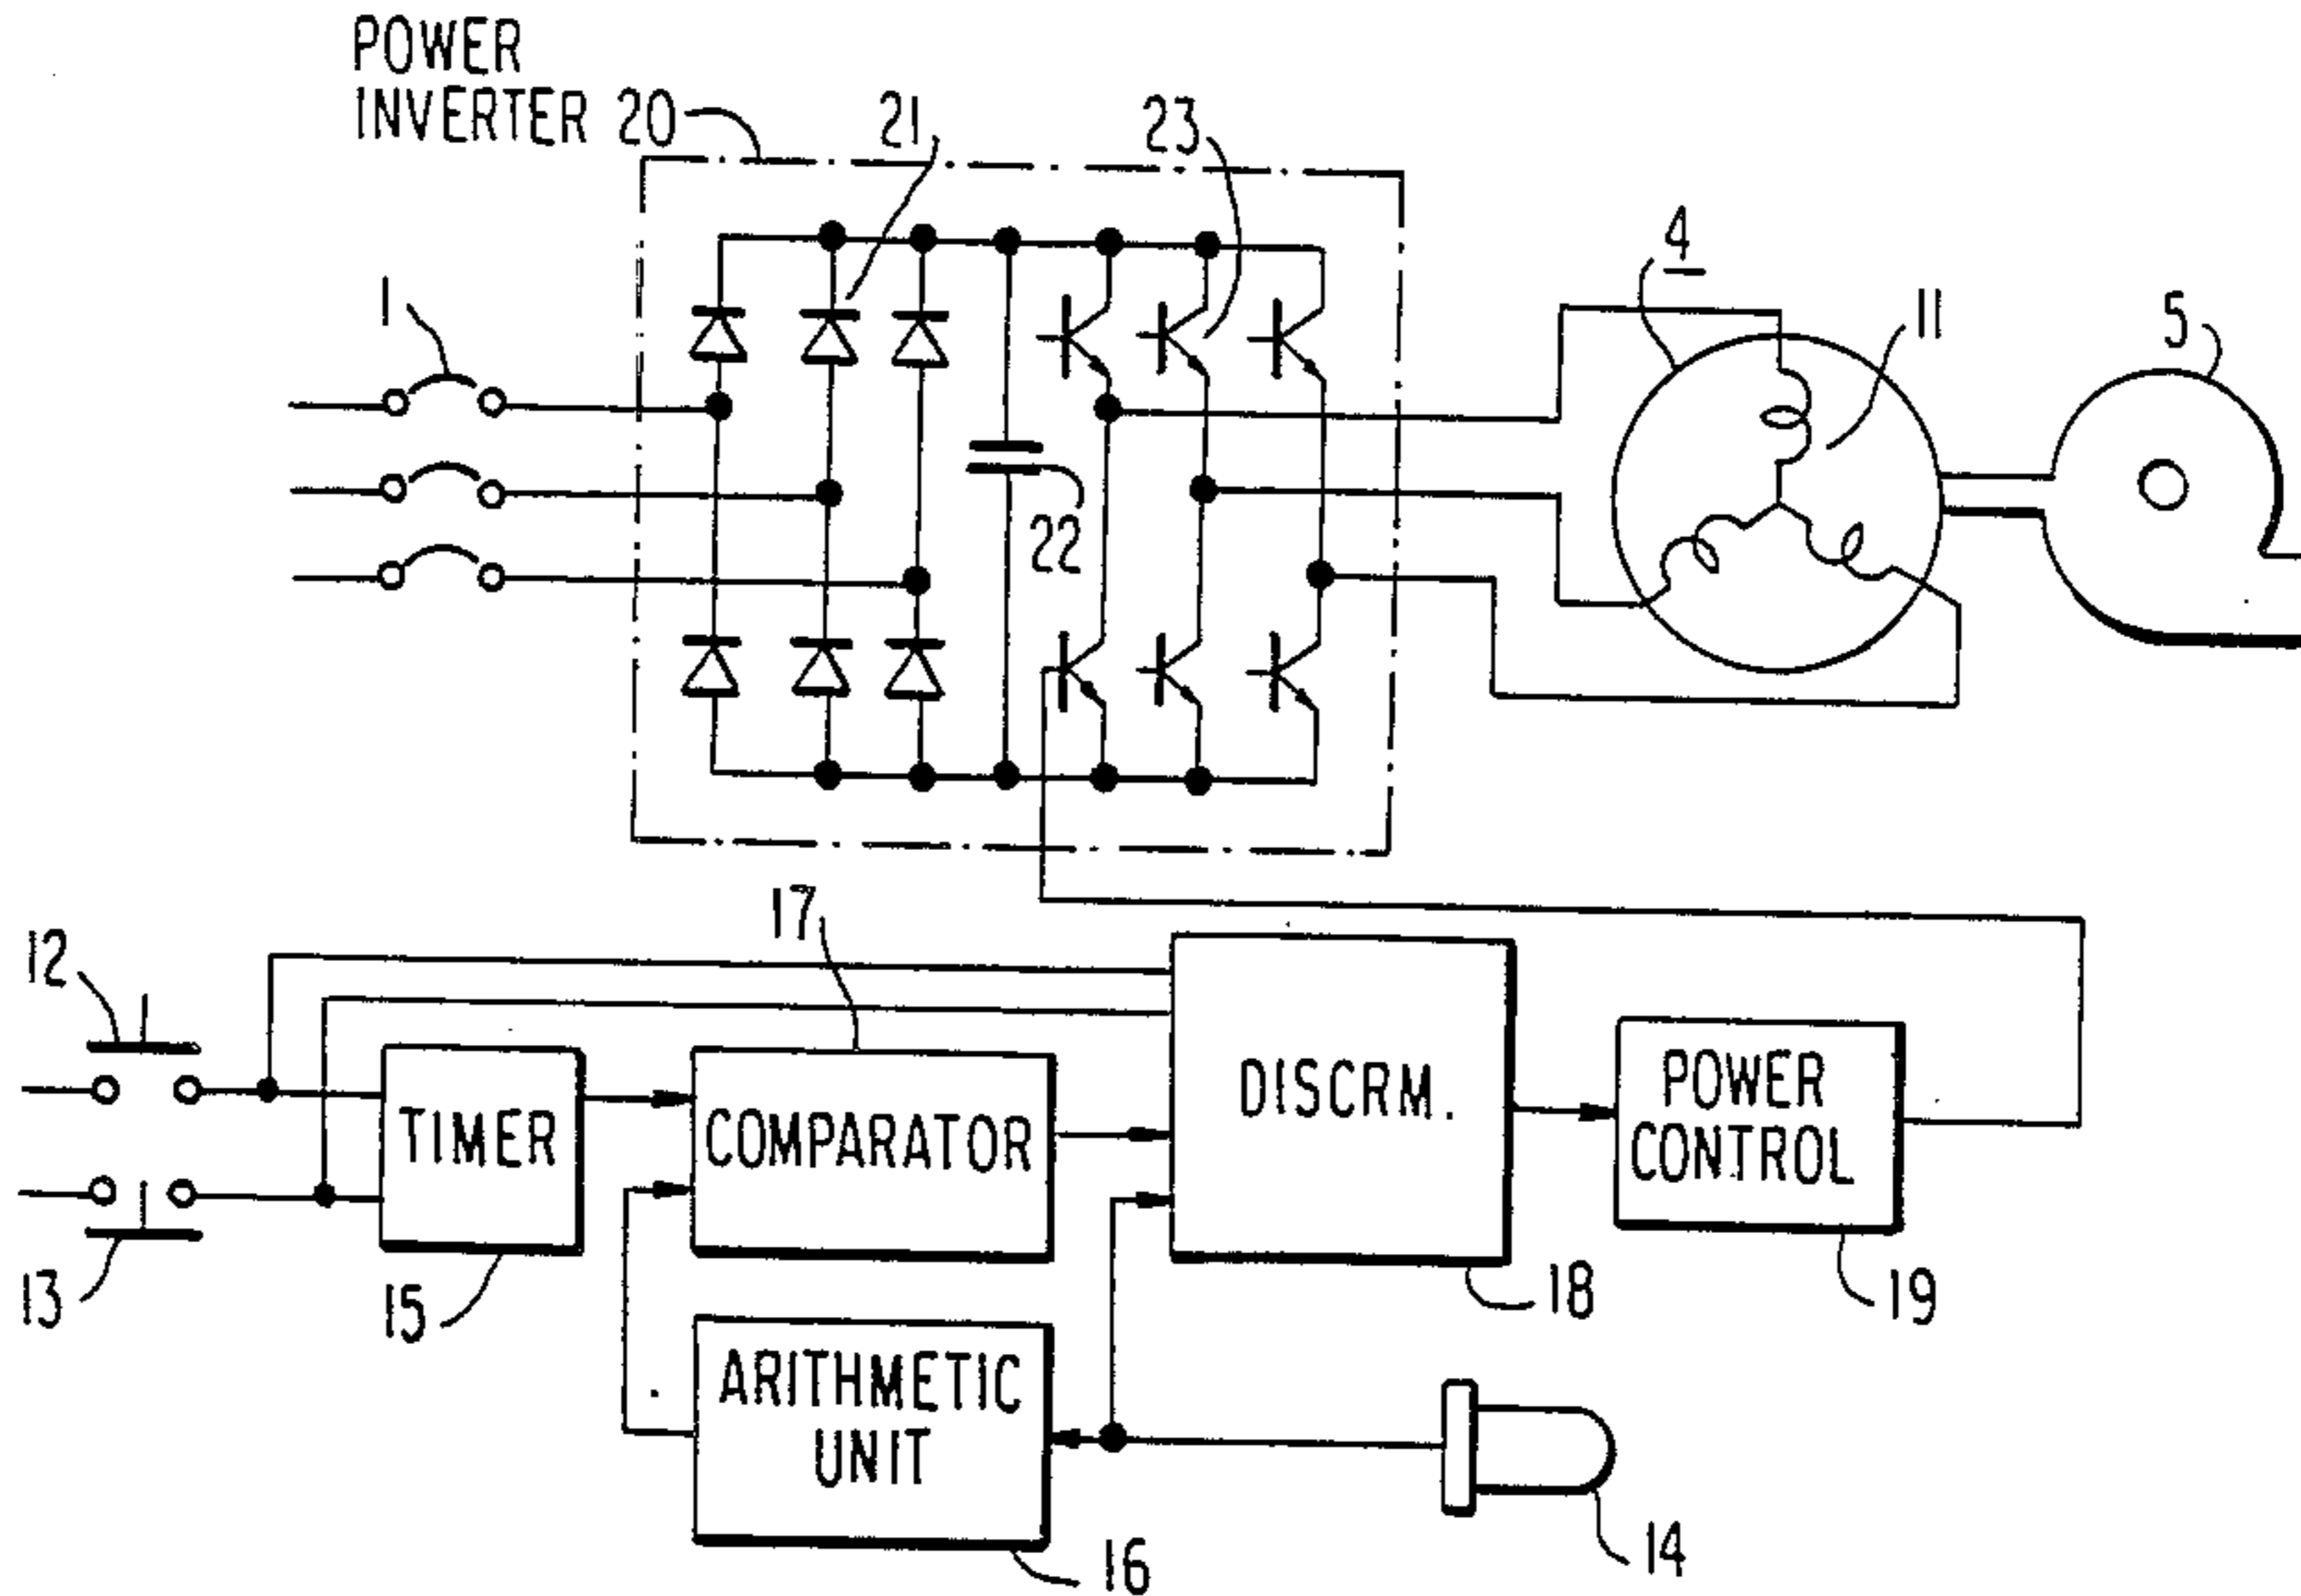 POWER
INVERTER 20
21
23
1
4
11
5
22
17
12
TIMER
COMPARATOR
DISCRM.
POWER
CONTROL
13
15
18
19
ARITHMETIC
UNIT
16
14